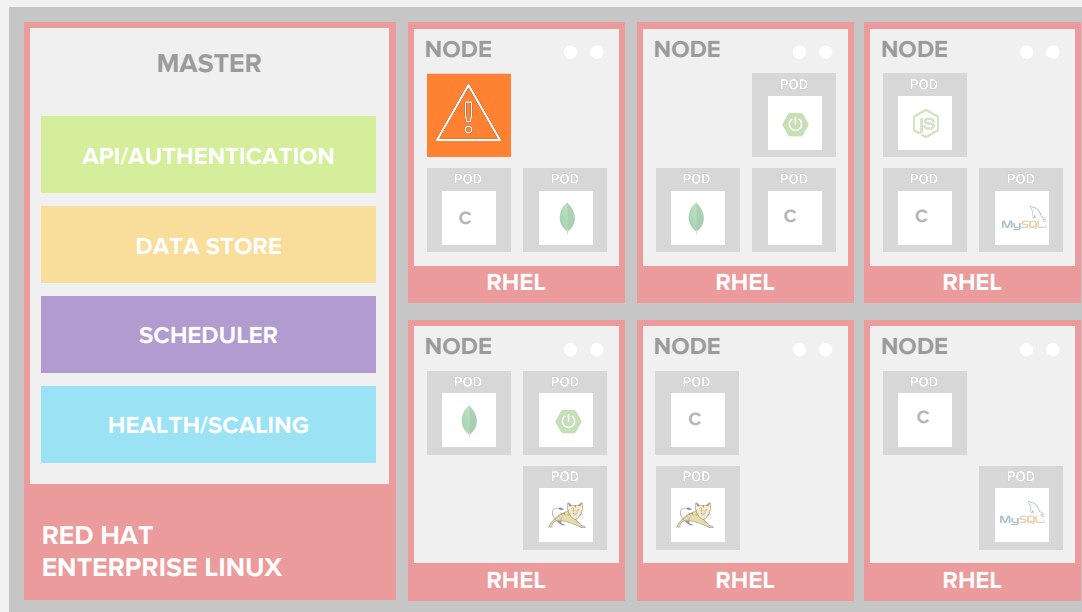 MASTER
API/AUTHENTICATION
DATA STORE
SCHEDULER
HEALTH/SCALING
RED HAT
ENTERPRISE LINUX
NODE
!
POD
C
POD
RHEL
NODE
POD
POD
POD
C
RHEL
NODE
POD
JS
POD
C
POD
MySQL
RHEL
NODE
POD
POD
POD
RHEL
NODE
POD
C
POD
RHEL
NODE
POD
C
POD
MySQL
RHEL